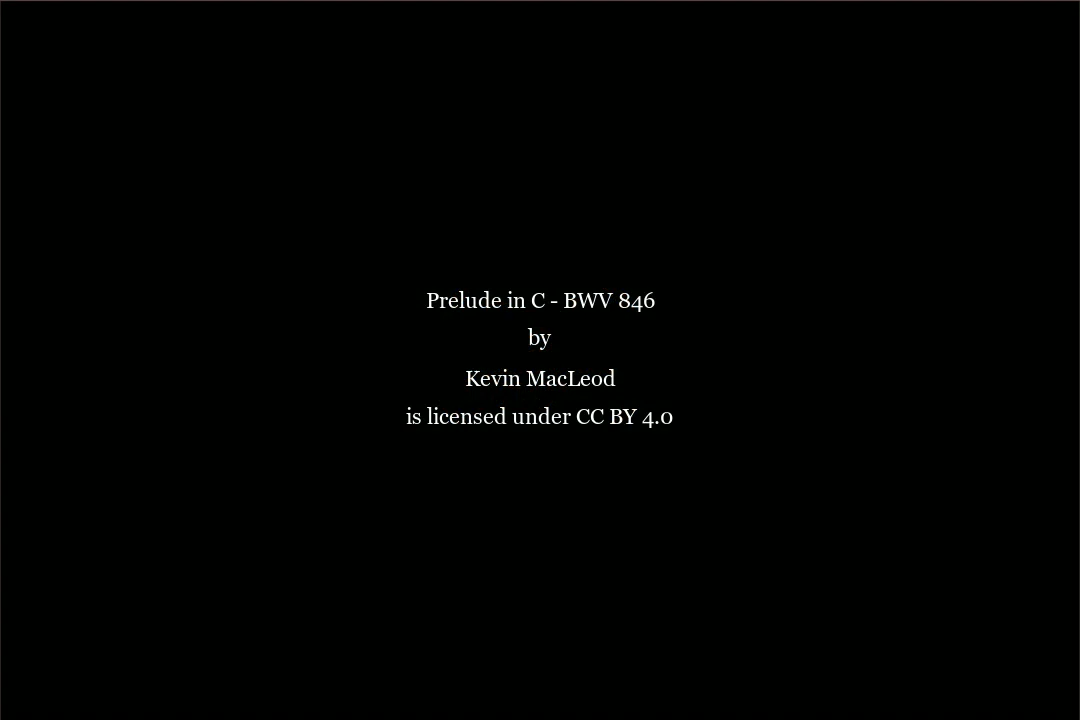 Prelude in C - BWV 846
by
Kevin MacLeod
is licensed under CC BY 4.0